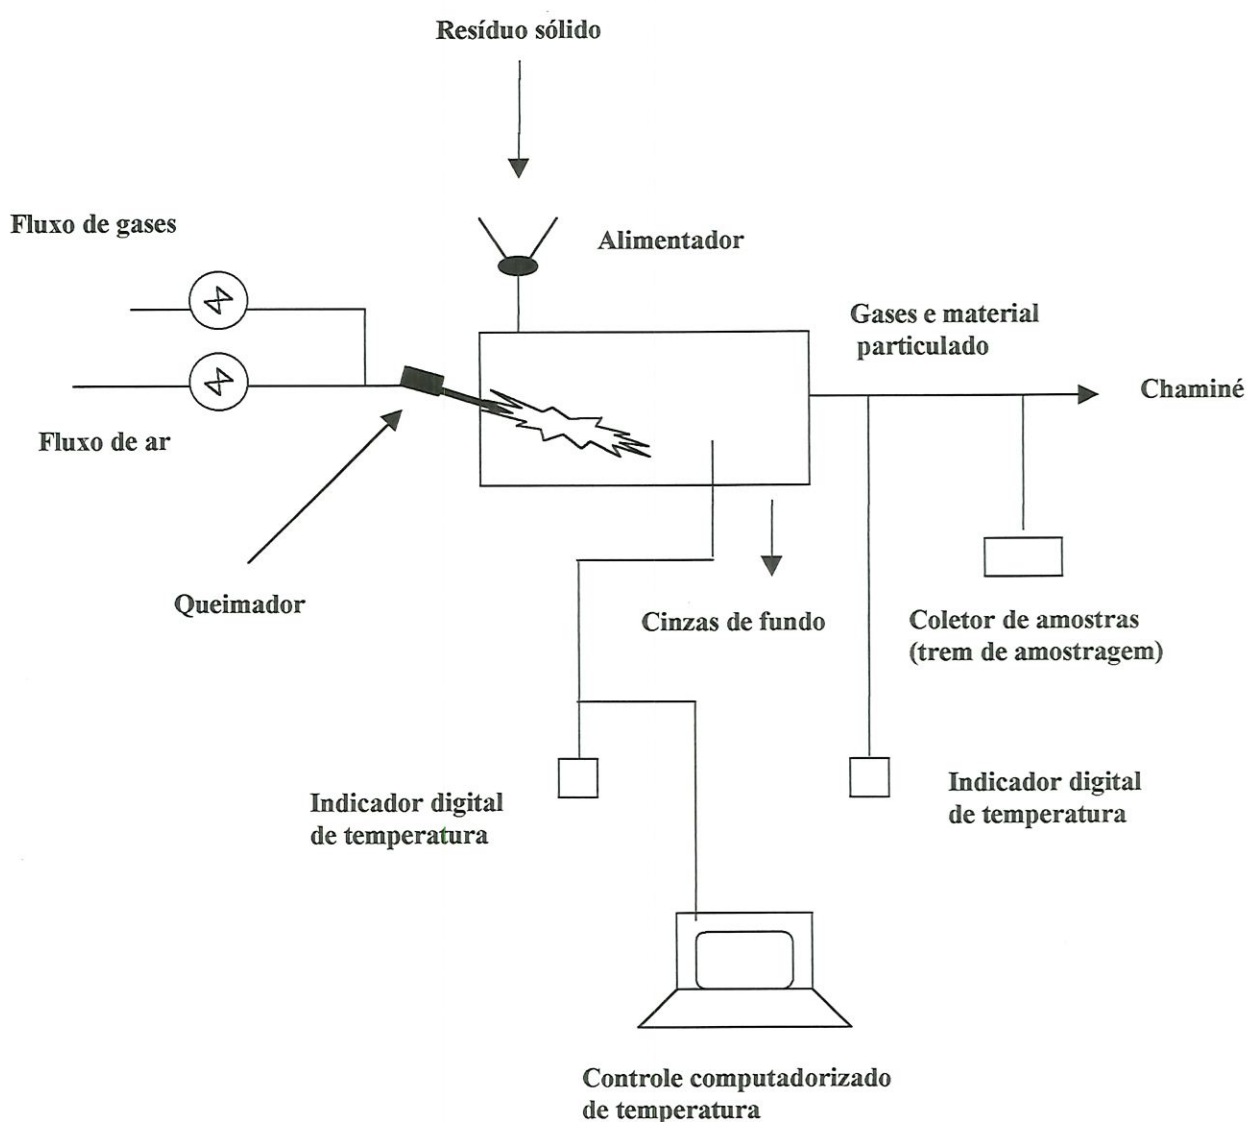 Resíduo sólido
Fluxo de gases
Alimentador
Gases e material
particulado
Chaminé
Fluxo de ar
Queimador
Cinzas de fundo
Coletor de amostras
(trem de amostragem)
Indicador digital
de temperatura
Indicador digital
de temperatura
Controle computadorizado
de temperatura